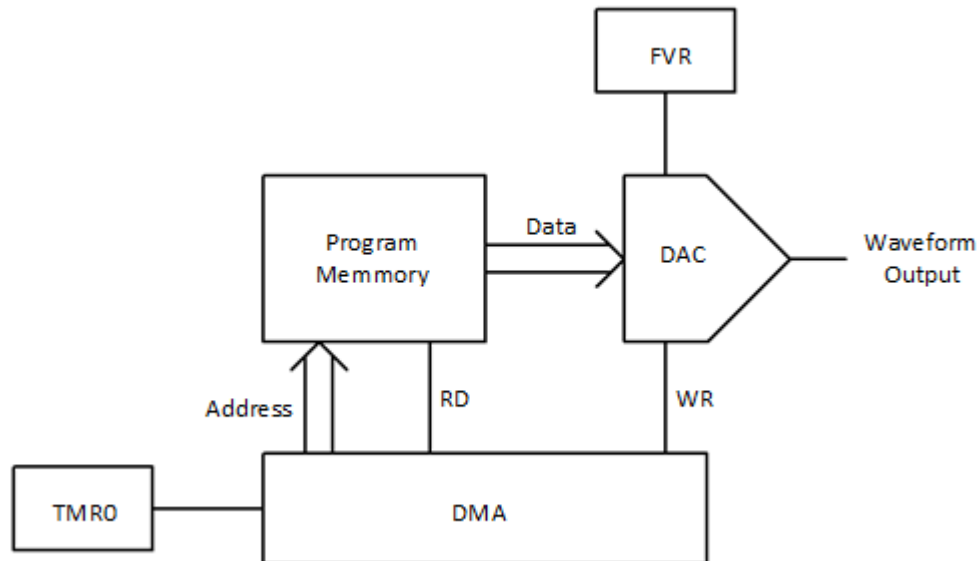 FVR
Program
Memmory
Data
DAC
Waveform
Output
Address
RD
WR
TMR0
DMA